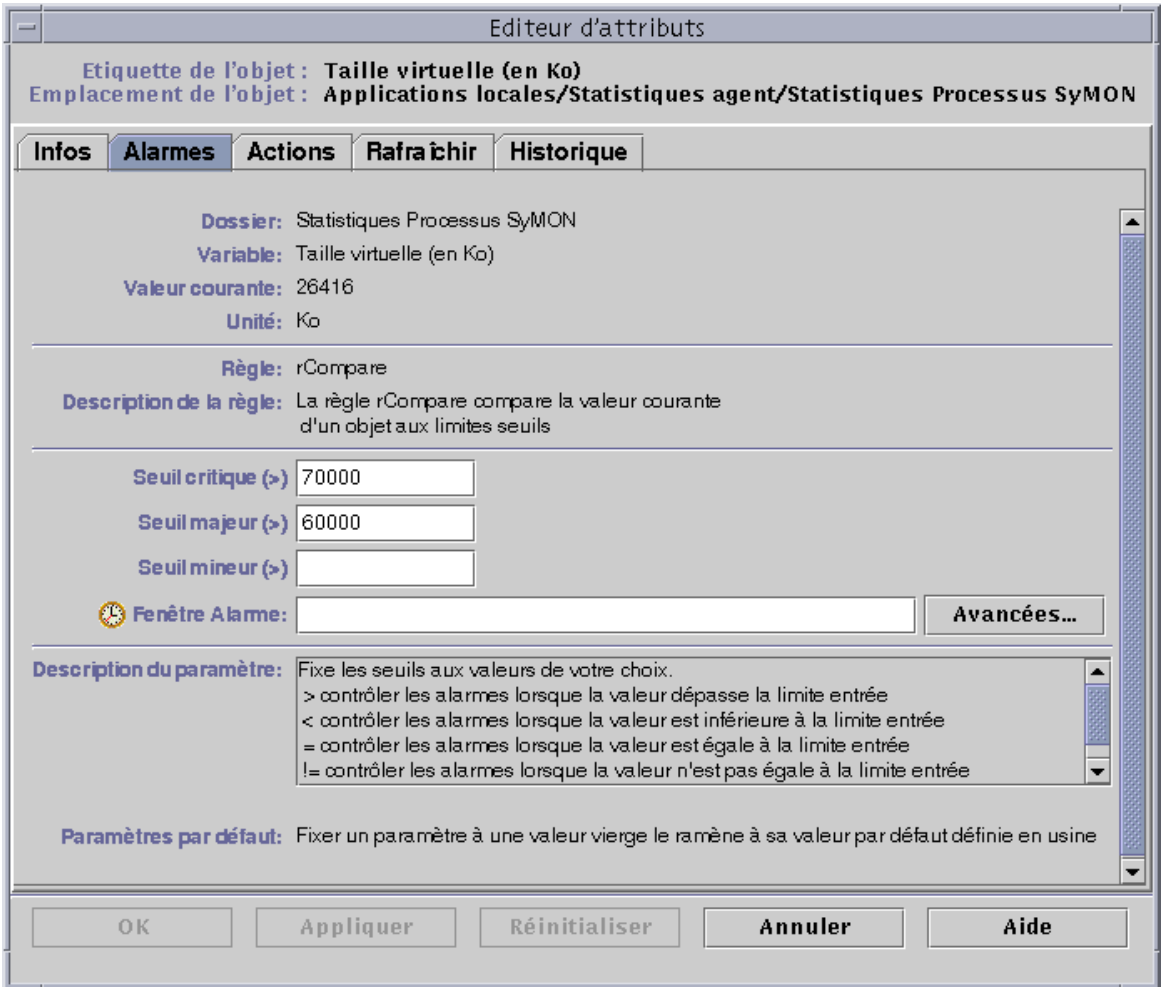 Editeur d'attributs
Etiquette de l'objet : Taille virtuelle (en Ko)
Emplacement de l'objet : Applications locales/Statistiques agent/Statistiques Processus SyMON
Infos Alarmes Actions Rafraîchir Historique
Dossier: Statistiques Processus SyMON
Variable: Taille virtuelle (en Ko)
Valeur courante: 26416
Unité: Ko
Règle: rCompare
Description de la règle: La règle rCompare compare la valeur courante
d'un objet aux limites seuils
Seuil critique (>) 70000
Seuil majeur (>) 60000
Seuil mineur (>)
Fenêtre Alarme: Avancées...
Description du paramètre: Fixe les seuils aux valeurs de votre choix.
> contrôler les alarmes lorsque la valeur dépasse la limite entrée
< contrôler les alarmes lorsque la valeur est inférieure à la limite entrée
= contrôler les alarmes lorsque la valeur est égale à la limite entrée
!= contrôler les alarmes lorsque la valeur n'est pas égale à la limite entrée
Paramètres par défaut: Fixer un paramètre à une valeur vierge le ramène à sa valeur par défaut définie en usine
OK Appliquer Réinitialiser Annuler Aide